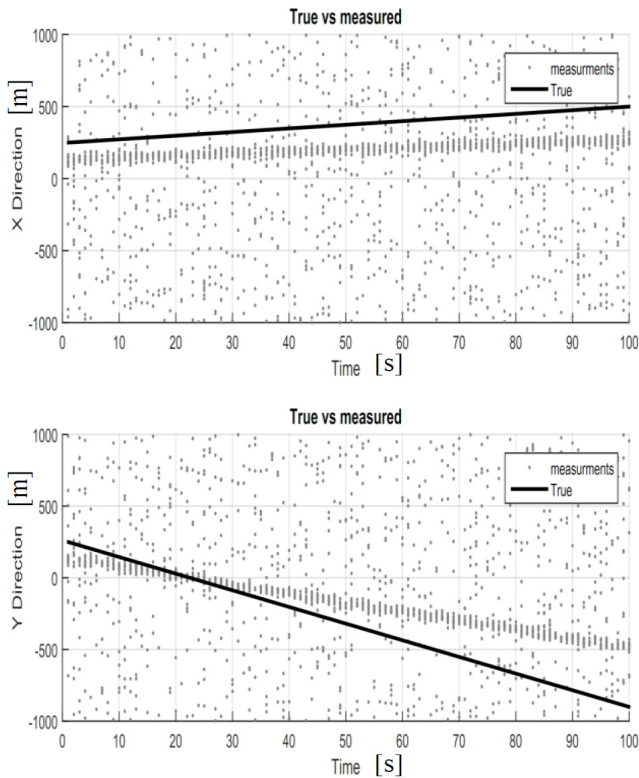 True vs measured
1000
500
0
-500
-1000
X Direction [m]
measurments
True
0 10 20 30 40 50 60 70 80 90 100
Time [s]
True vs measured
1000
500
0
-500
-1000
Y Direction [m]
measurments
True
0 10 20 30 40 50 60 70 80 90 100
Time [s]